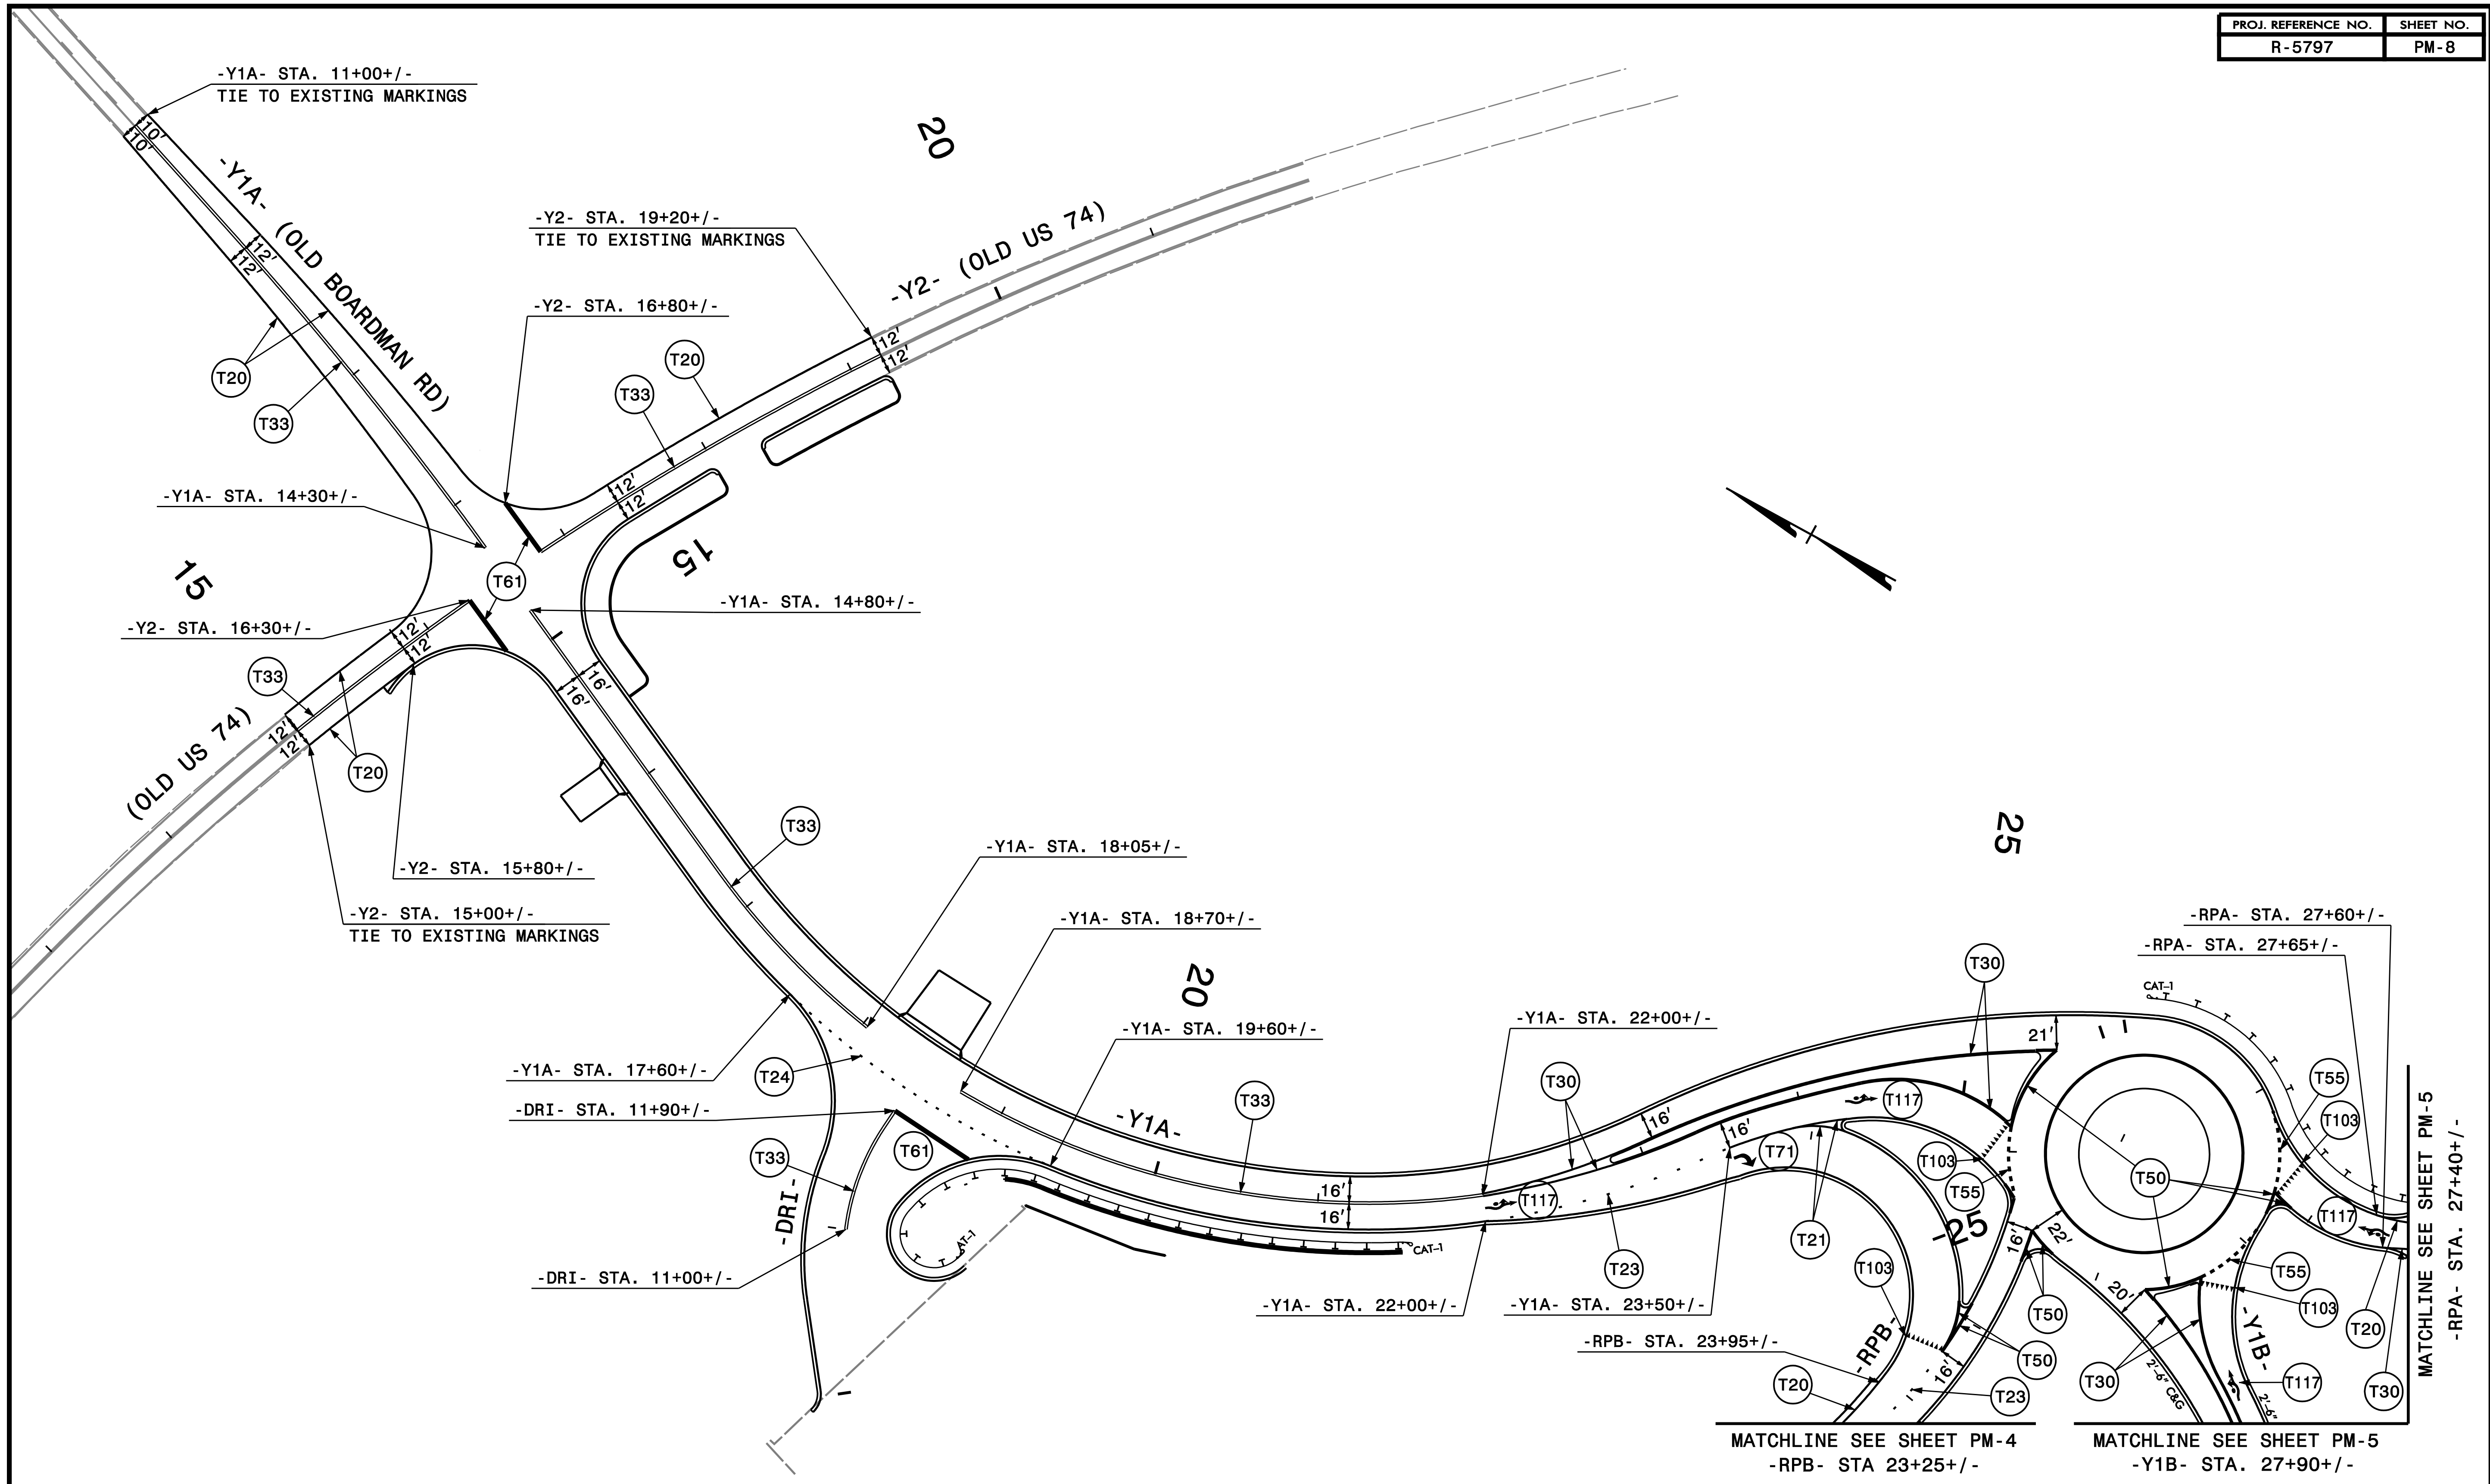 PROJ. REFERENCE NO.
SHEET NO.
R-5797
PM-8
-Y1A- STA. 11+00+/-
TIE TO EXISTING MARKINGS
10'
10'
-Y1A- (OLD BOARDMAN RD)
12'
12'
20
-Y2- STA. 19+20+/-
TIE TO EXISTING MARKINGS
-Y2- (OLD US 74)
-Y2- STA. 16+80+/-
12'
12'
T20
T33
T20
T33
12'
12'
-Y1A- STA. 14+30+/-
15
15
T61
-Y1A- STA. 14+80+/-
-Y2- STA. 16+30+/-
12'
12'
T33
16'
16'
(OLD US 74)
12'
12'
T20
T33
-Y2- STA. 15+80+/-
-Y2- STA. 15+00+/-
TIE TO EXISTING MARKINGS
-Y1A- STA. 18+05+/-
25
-Y1A- STA. 18+70+/-
-RPA- STA. 27+60+/-
-RPA- STA. 27+65+/-
20
T30
CAT-1
-Y1A- STA. 19+60+/-
-Y1A- STA. 22+00+/-
21'
-Y1A- STA. 17+60+/-
T24
T30
T55
-DRI- STA. 11+90+/-
T33
-Y1A-
T117
T103
16'
16'
T61
T33
T71
T103
T50
T55
16'
16'
T117
T117
-DRI-
25
16'
22'
T21
AT-1
CAT-1
-DRI- STA. 11+00+/-
T23
T103
T55
-Y1A- STA. 22+00+/-
-Y1A- STA. 23+50+/-
20'
T50
T103
T20
-RPB- STA. 23+95+/-
-RPB-
-Y1B-
T50
16'
T20
T23
T30
2'-6" C&G
T117
2'-6"
T30
MATCHLINE SEE SHEET PM-5
-RPA- STA. 27+40+/-
MATCHLINE SEE SHEET PM-4
-RPB- STA 23+25+/-
MATCHLINE SEE SHEET PM-5
-Y1B- STA. 27+90+/-